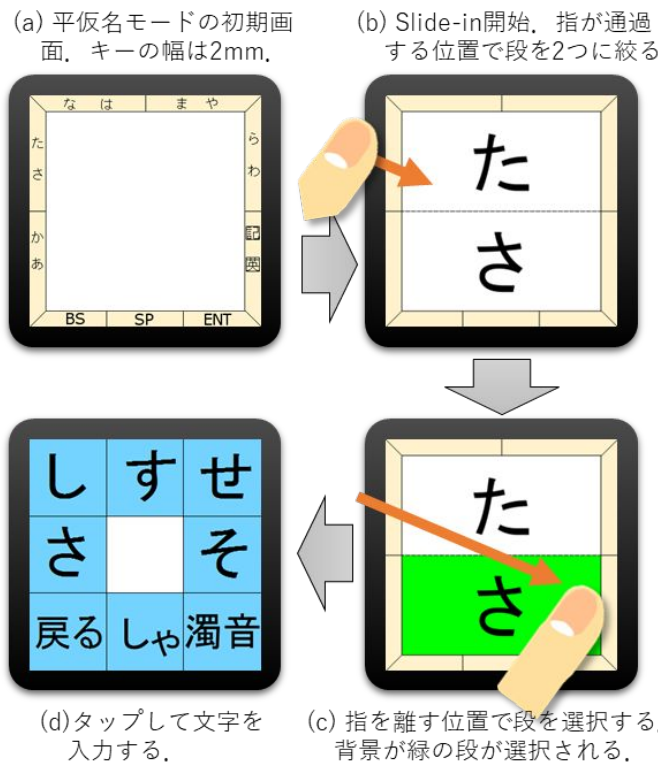 (a) 平仮名モードの初期画
面．キーの幅は2mm．
(b) Slide-in開始．指が通過
する位置で段を2つに絞る
な は ま や
た
さ
か
あ
ら
わ
記
英
BS SP ENT
た
さ
し す せ
さ そ
戻る しゃ 濁音
た
さ
(d)タップして文字を
入力する．
(c) 指を離す位置で段を選択する．
背景が緑の段が選択される．